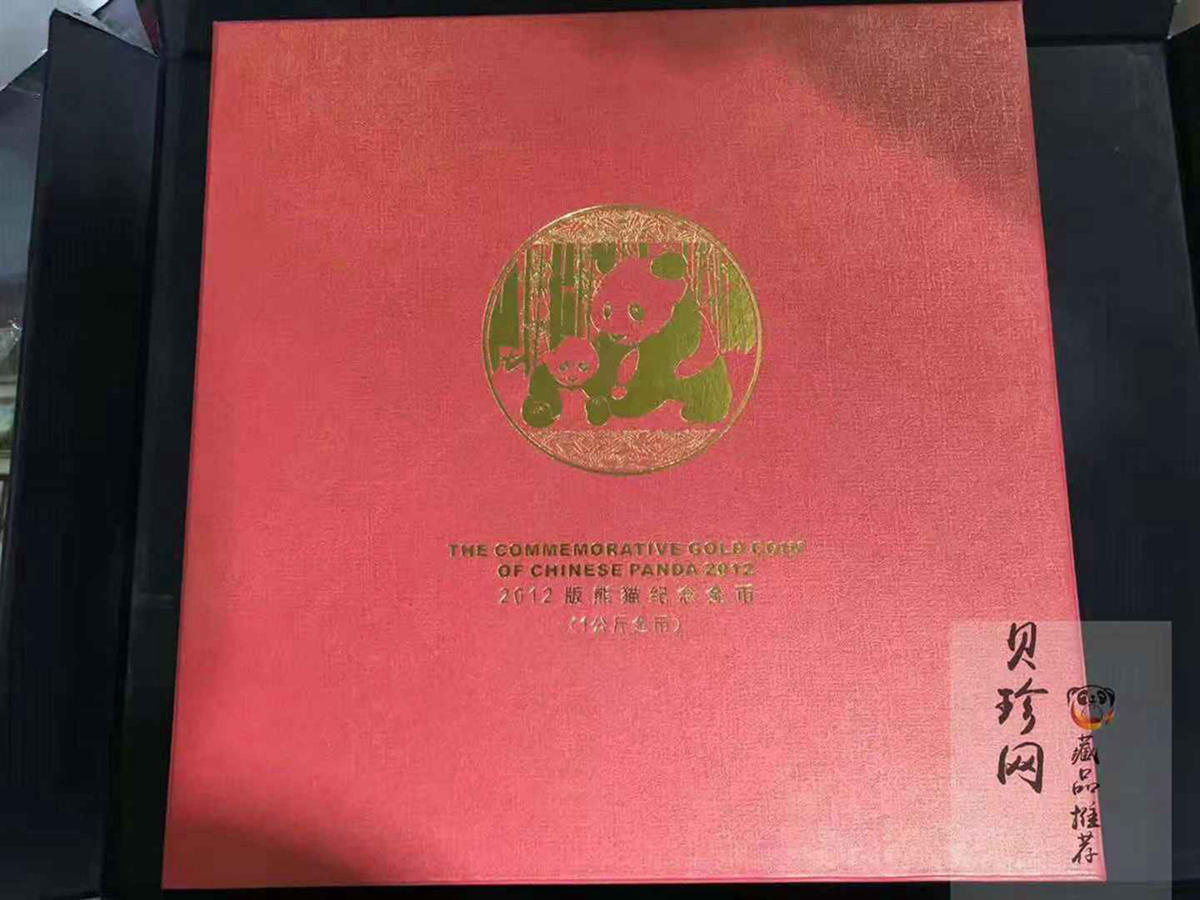 THE COMMEMORATIVE GOLD COIN
OF CHINESE PANDA 2012
2012版熊猫纪念金币
(1公斤金币)
贝珍网
藏品推荐